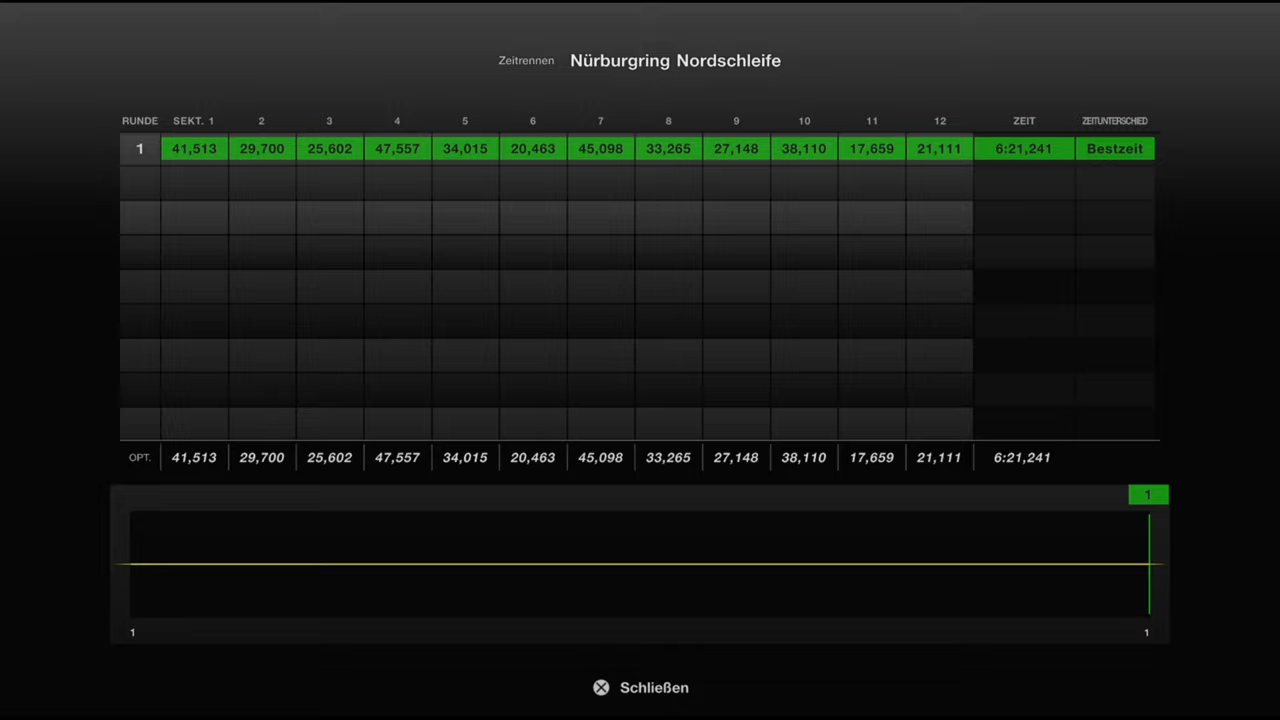 Zeitrennen Nürburgring Nordschleife
RUNDE SEKT. 1 2 3 4 5 6 7 8 9 10 11 12 ZEIT ZEITUNTERSCHIED
1 41,513 29,700 25,602 47,557 34,015 20,463 45,098 33,265 27,148 38,110 17,659 21,111 6:21,241 Bestzeit
OPT. 41,513 29,700 25,602 47,557 34,015 20,463 45,098 33,265 27,148 38,110 17,659 21,111 6:21,241
1
1 1
Schließen